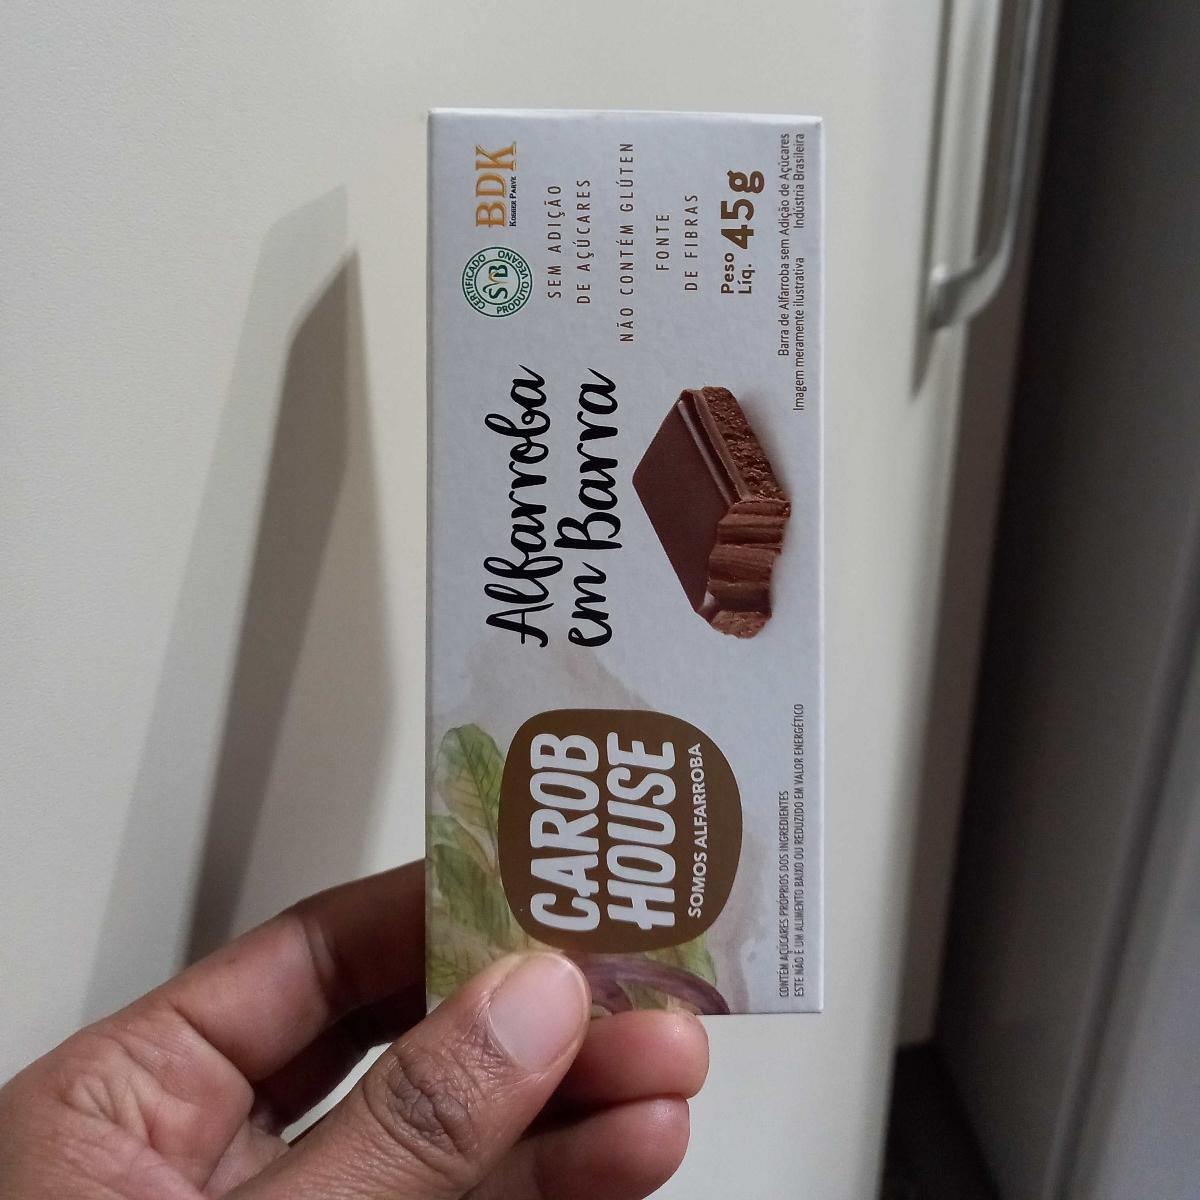 CAROB
HOUSE
SOMOS ALFARROBA
Alfarroba
em Barra
CERTIFICADO
SVB
PRODUTO VEGANO
BDK
KOSHER PARVE
SEM ADIÇÃO
DE AÇÚCARES
NÃO CONTÉM GLÚTEN
FONTE
DE FIBRAS
Peso
Líq. 45g
CONTÉM AÇÚCARES PRÓPRIOS DOS INGREDIENTES
ESTE NÃO É UM ALIMENTO BAIXO OU REDUZIDO EM VALOR ENERGÉTICO
Barra de Alfarroba sem Adição de Açúcares
Imagem meramente ilustrativa Indústria Brasileira